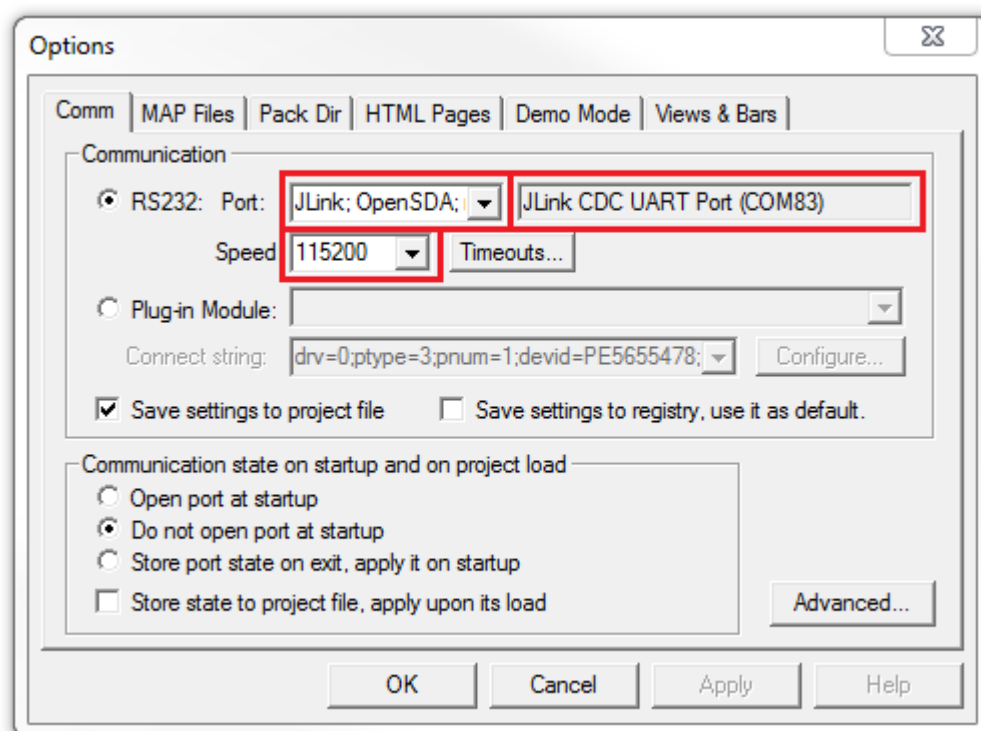 Options
Comm MAP Files Pack Dir HTML Pages Demo Mode Views & Bars
Communication
RS232: Port: JLink; OpenSDA; JLink CDC UART Port (COM83)
Speed 115200 Timeouts...
Plug-in Module:
Connect string: drv=0;ptype=3;pnum=1;devid=PE5655478; Configure...
Save settings to project file Save settings to registry, use it as default.
Communication state on startup and on project load
Open port at startup
Do not open port at startup
Store port state on exit, apply it on startup
Store state to project file, apply upon its load Advanced...
OK Cancel Apply Help